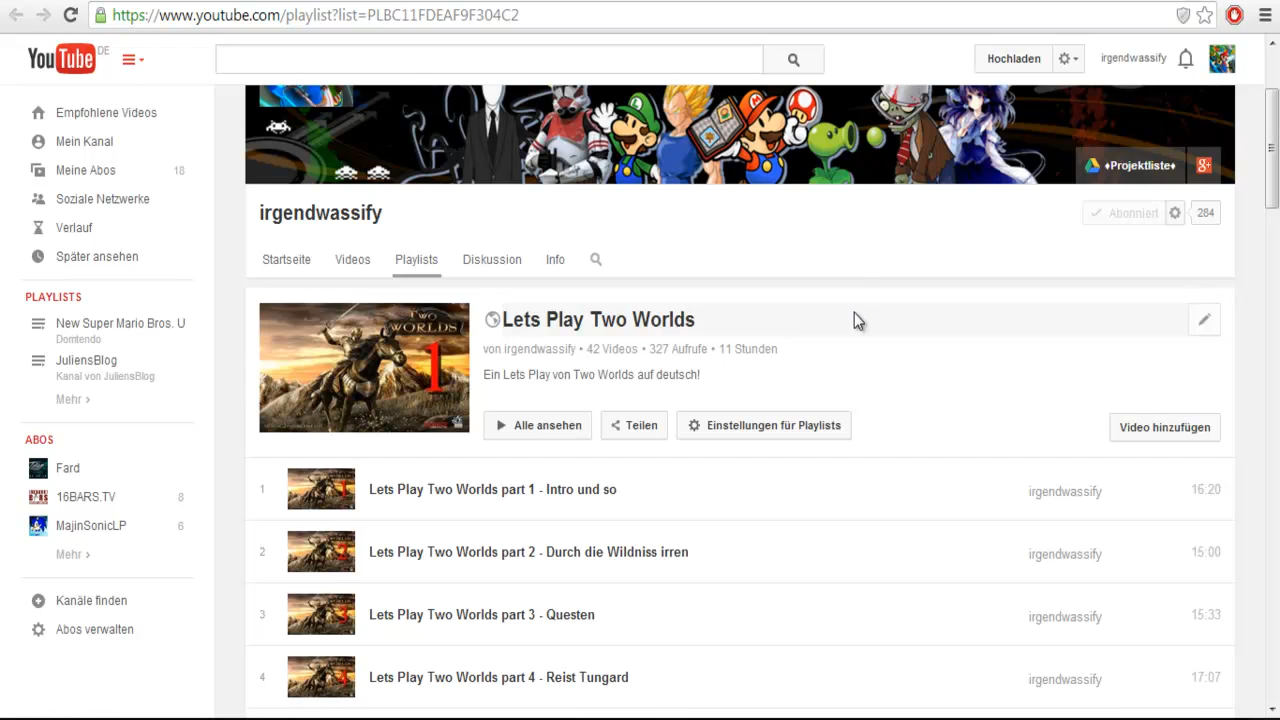 https://www.youtube.com/playlist?list=PLBC11FDEAF9F304C2
YouTube DE
Hochladen
irgendwassify
Empfohlene Videos
Mein Kanal
Meine Abos 18
Soziale Netzwerke
Verlauf
Später ansehen
PLAYLISTS
New Super Mario Bros. U
Domtendo
JuliensBlog
Kanal von JuliensBlog
Mehr ›
ABOS
Fard
16BARS.TV 8
MajinSonicLP 6
Mehr ›
Kanäle finden
Abos verwalten
♦Projektliste♦
g+
irgendwassify
Abonniert 284
Startseite Videos Playlists Diskussion Info
TWO WORLDS
1
Lets Play Two Worlds
von irgendwassify • 42 Videos • 327 Aufrufe • 11 Stunden
Ein Lets Play von Two Worlds auf deutsch!
Alle ansehen Teilen Einstellungen für Playlists Video hinzufügen
1 Lets Play Two Worlds part 1 - Intro und so irgendwassify 16:20
2 Lets Play Two Worlds part 2 - Durch die Wildniss irren irgendwassify 15:00
3 Lets Play Two Worlds part 3 - Questen irgendwassify 15:33
4 Lets Play Two Worlds part 4 - Reist Tungard irgendwassify 17:07